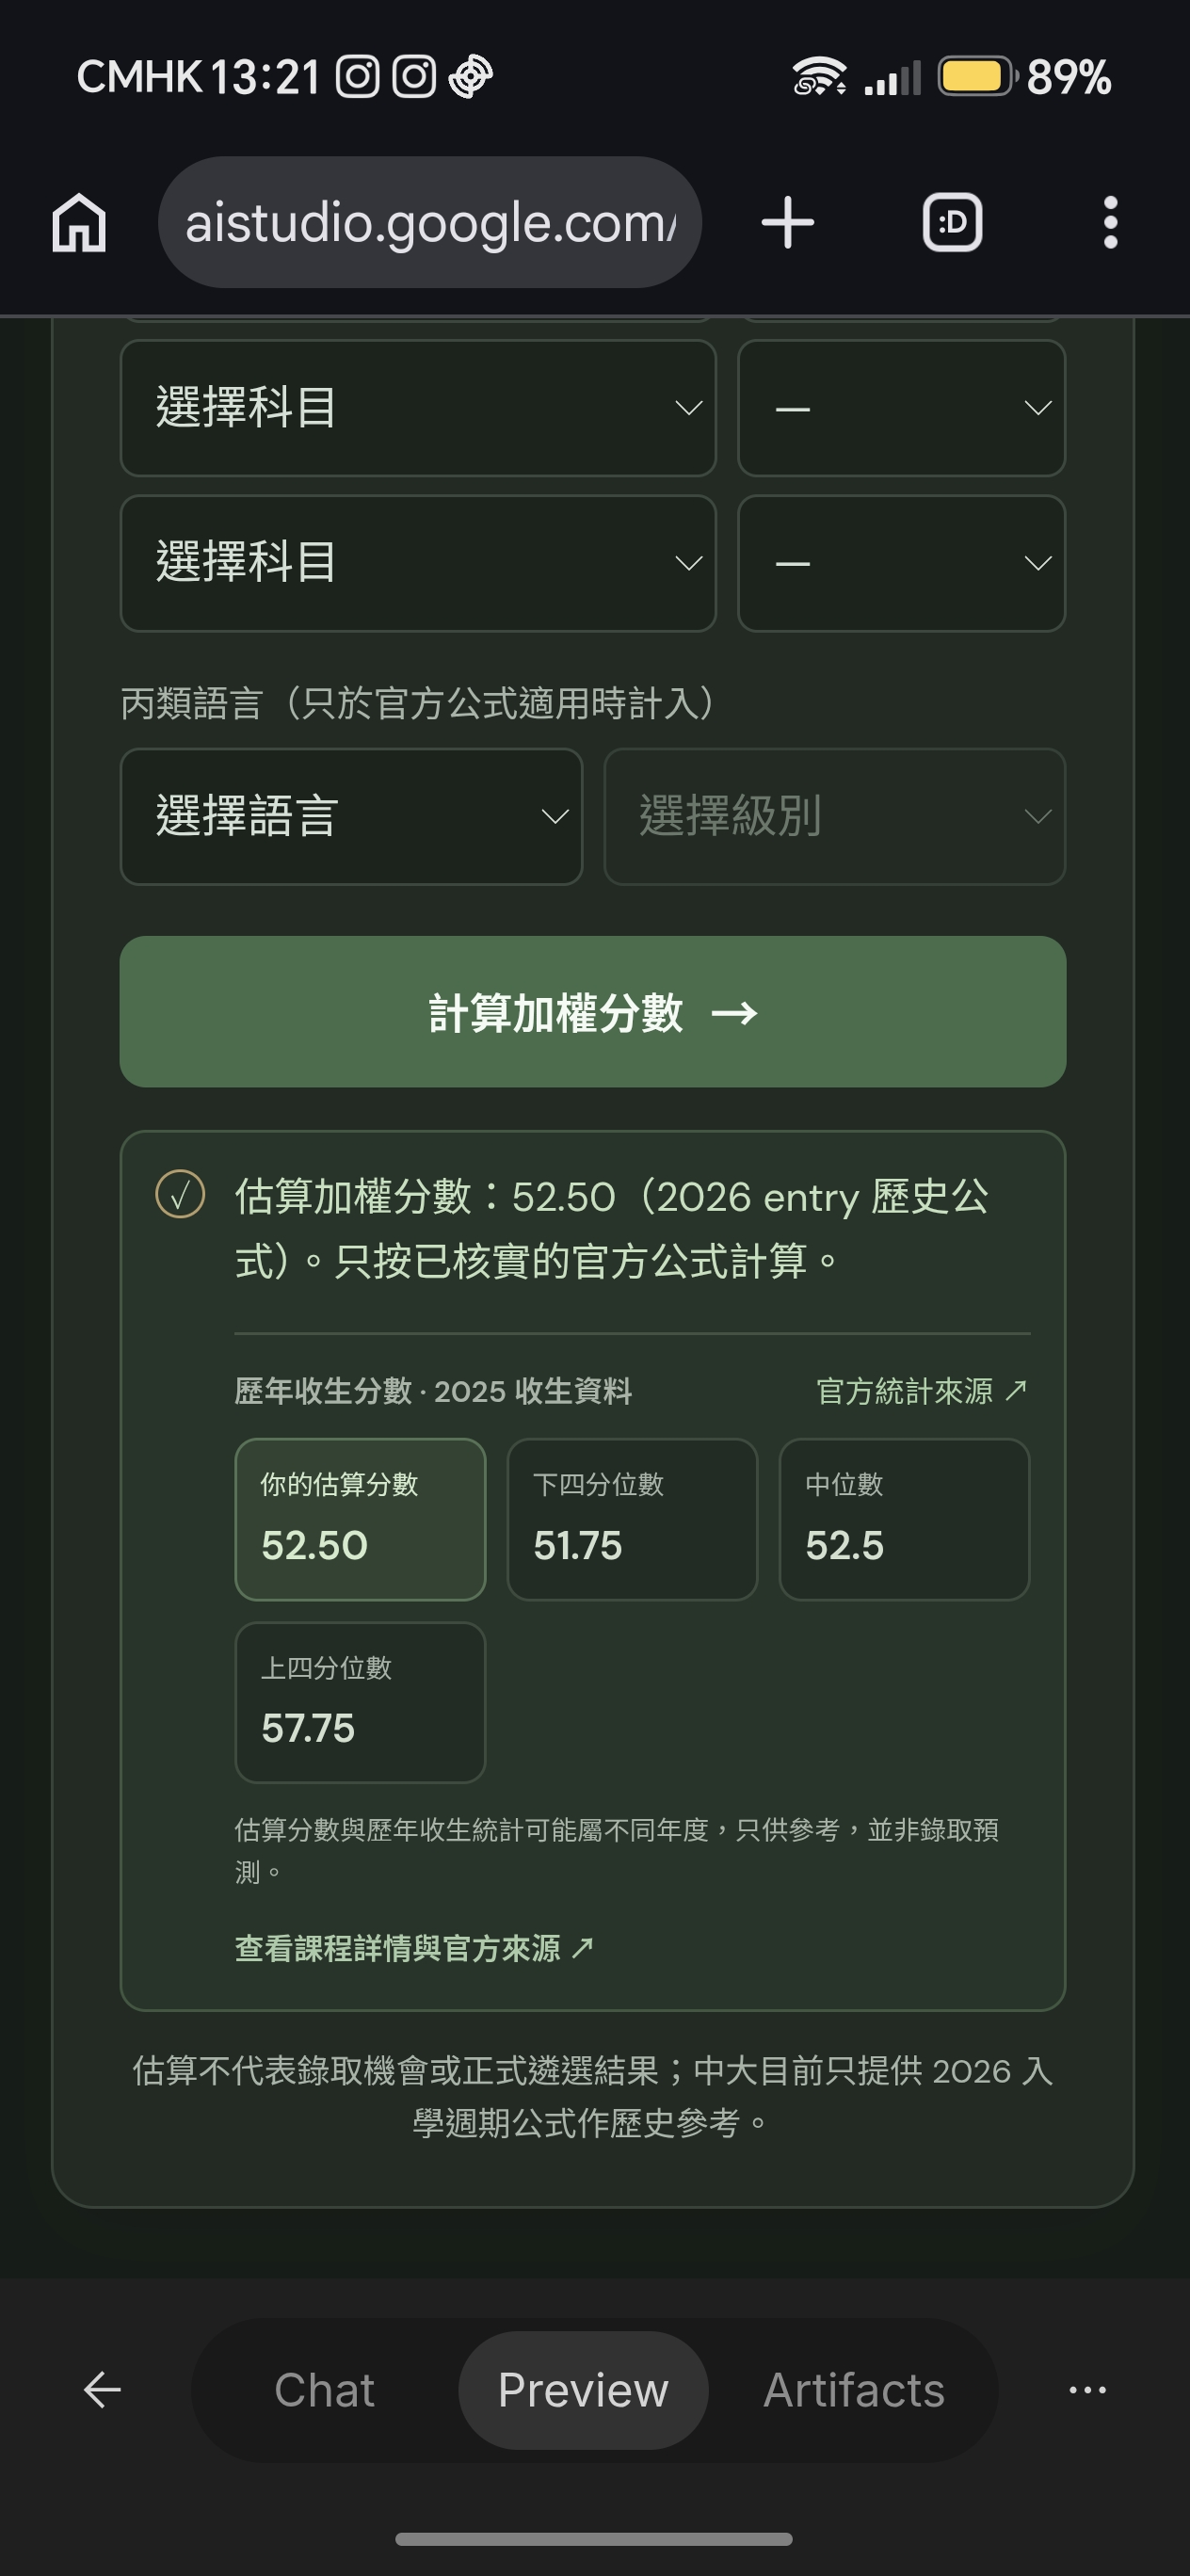 CMHK 13:21 89%
aistudio.google.com/ :D
選擇科目 —
選擇科目 —
丙類語言（只於官方公式適用時計入）
選擇語言 選擇級別
計算加權分數 →
估算加權分數：52.50（2026 entry 歷史公
式）。只按已核實的官方公式計算。
歷年收生分數 · 2025 收生資料 官方統計來源 ↗
你的估算分數 下四分位數 中位數
52.50 51.75 52.5
上四分位數
57.75
估算分數與歷年收生統計可能屬不同年度，只供參考，並非錄取預
測。
查看課程詳情與官方來源 ↗
估算不代表錄取機會或正式遴選結果；中大目前只提供 2026 入
學週期公式作歷史參考。
Chat Preview Artifacts